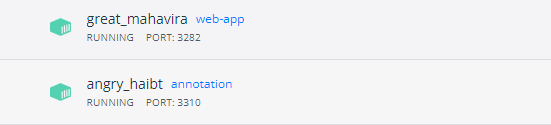 great_mahavira web-app
RUNNING PORT: 3282
angry_haibt annotation
RUNNING PORT: 3310